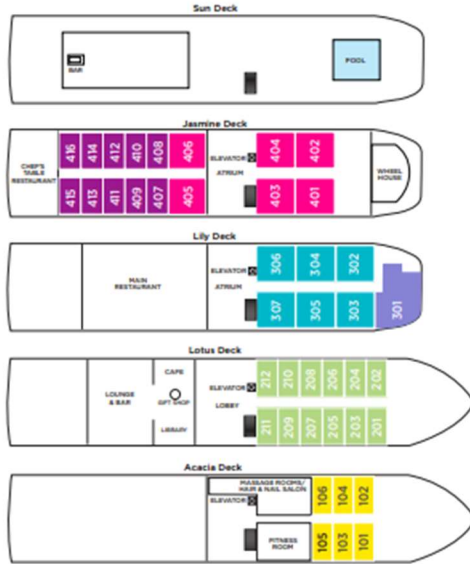 Sun Deck
BAR
POOL
Jasmine Deck
CHEF'S
TABLE
RESTAURANT
416 414 412 410 408 406
415 413 411 409 407 405
ELEVATOR
ATRIUM
404 402
403 401
WHEEL
HOUSE
Lily Deck
MAIN
RESTAURANT
ELEVATOR
ATRIUM
306 304 302
307 305 303 301
Lotus Deck
LOUNGE
& BAR
CAFE
GIFT SHOP
LIBRARY
ELEVATOR
LOBBY
212 210 208 206 204 202
211 209 207 205 203 201
Acacia Deck
MASSAGE ROOMS/
HAIR & NAIL SALON
ELEVATOR
FITNESS
ROOM
106 104 102
105 103 101